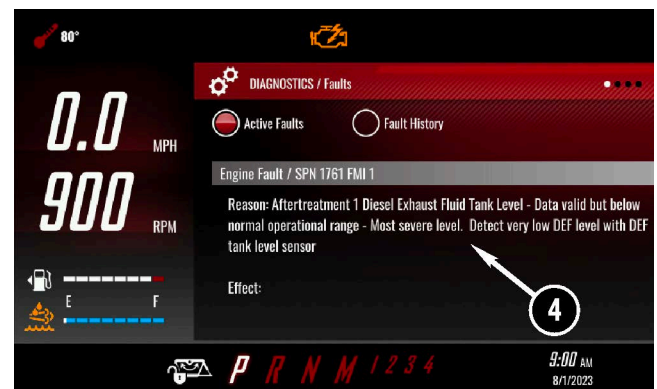 80°
DIAGNOSTICS / Faults
Active Faults
Fault History
0.0 MPH
900 RPM
Engine Fault / SPN 1761 FMI 1
Reason: Aftertreatment 1 Diesel Exhaust Fluid Tank Level - Data valid but below
normal operational range - Most severe level. Detect very low DEF level with DEF
tank level sensor
Effect:
E F
4
P R N M 1 2 3 4
9:00 AM
8/1/2023